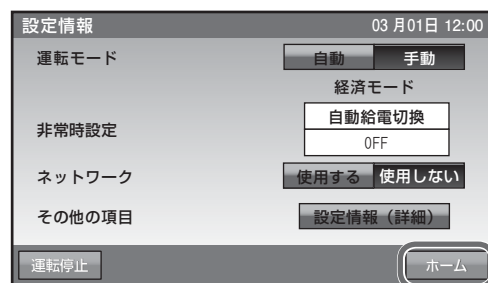 設定情報 03月01日 12:00
運転モード 自動 手動
経済モード
非常時設定 自動給電切換
OFF
ネットワーク 使用する 使用しない
その他の項目 設定情報（詳細）
運転停止 ホーム